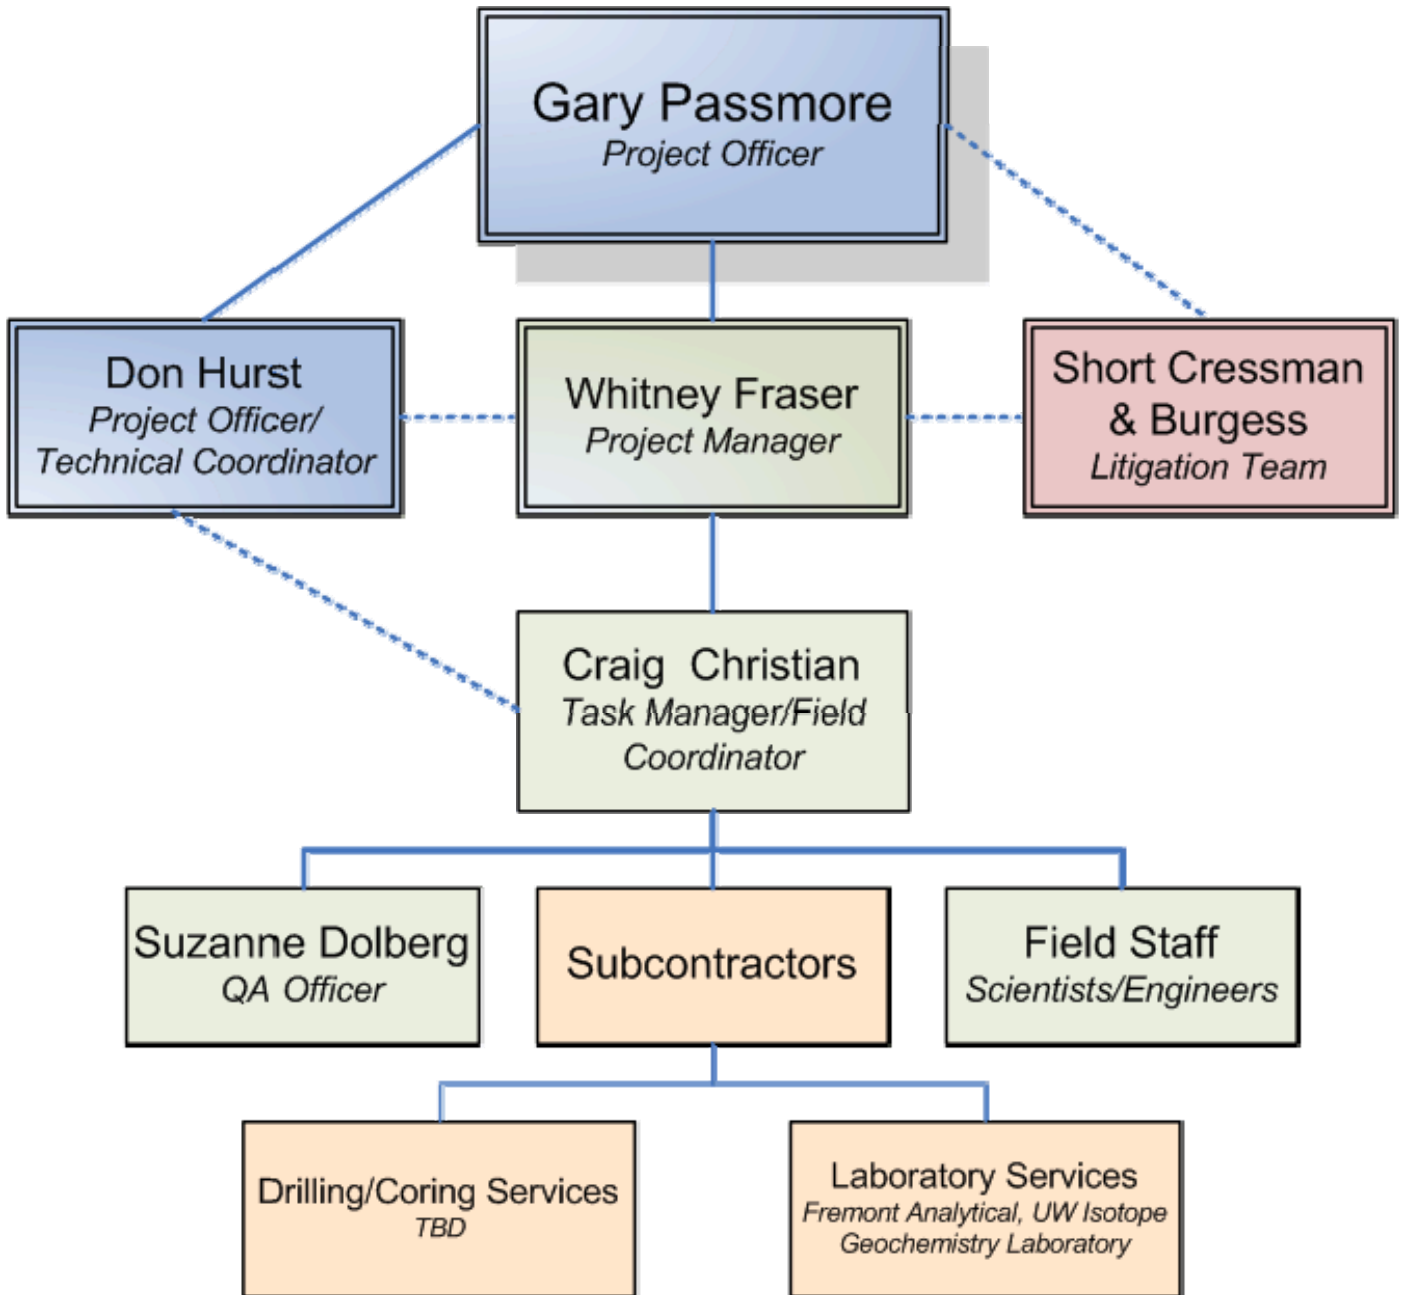 Gary Passmore
Project Officer
Don Hurst
Project Officer/
Technical Coordinator
Whitney Fraser
Project Manager
Short Cressman
& Burgess
Litigation Team
Craig  Christian
Task Manager/Field
Coordinator
Suzanne Dolberg
QA Officer
Subcontractors
Field Staff
Scientists/Engineers
Drilling/Coring Services
TBD
Laboratory Services
Fremont Analytical, UW Isotope
Geochemistry Laboratory